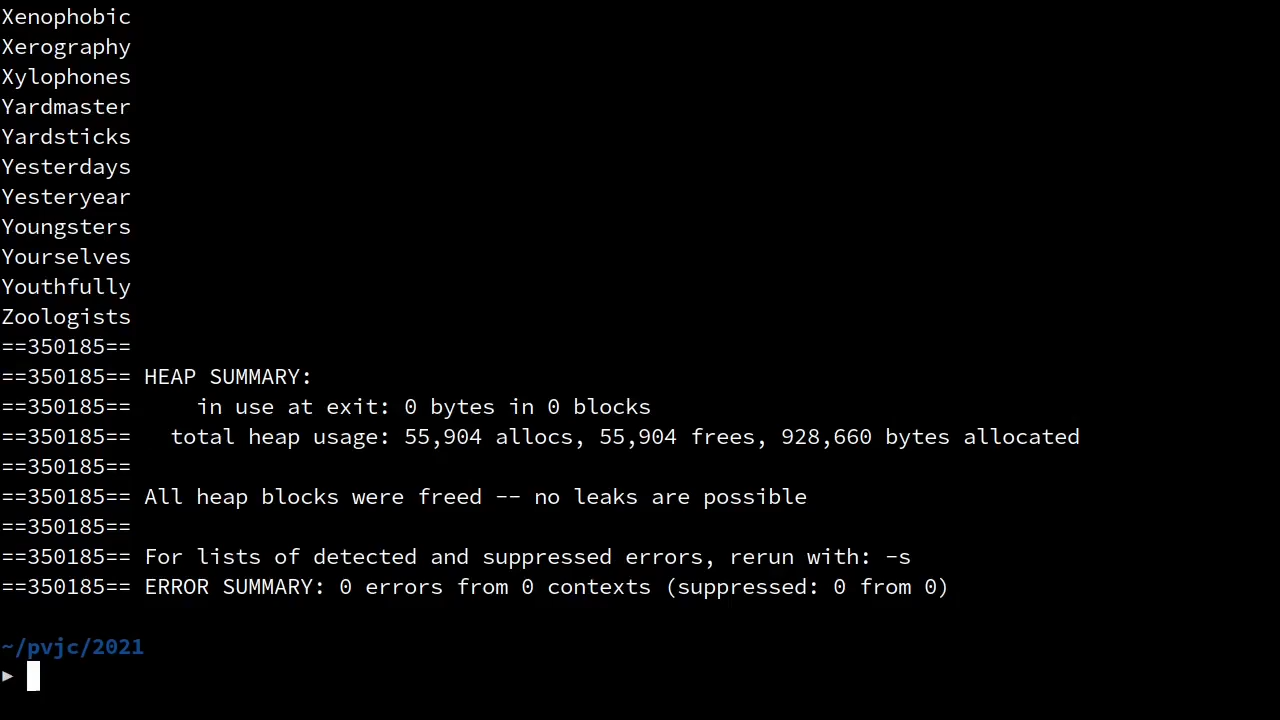 Xenophobic
Xerography
Xylophones
Yardmaster
Yardsticks
Yesterdays
Yesteryear
Youngsters
Yourselves
Youthfully
Zoologists
==350185==
==350185== HEAP SUMMARY:
==350185==     in use at exit: 0 bytes in 0 blocks
==350185==   total heap usage: 55,904 allocs, 55,904 frees, 928,660 bytes allocated
==350185==
==350185== All heap blocks were freed -- no leaks are possible
==350185==
==350185== For lists of detected and suppressed errors, rerun with: -s
==350185== ERROR SUMMARY: 0 errors from 0 contexts (suppressed: 0 from 0)
~/pvjc/2021
►